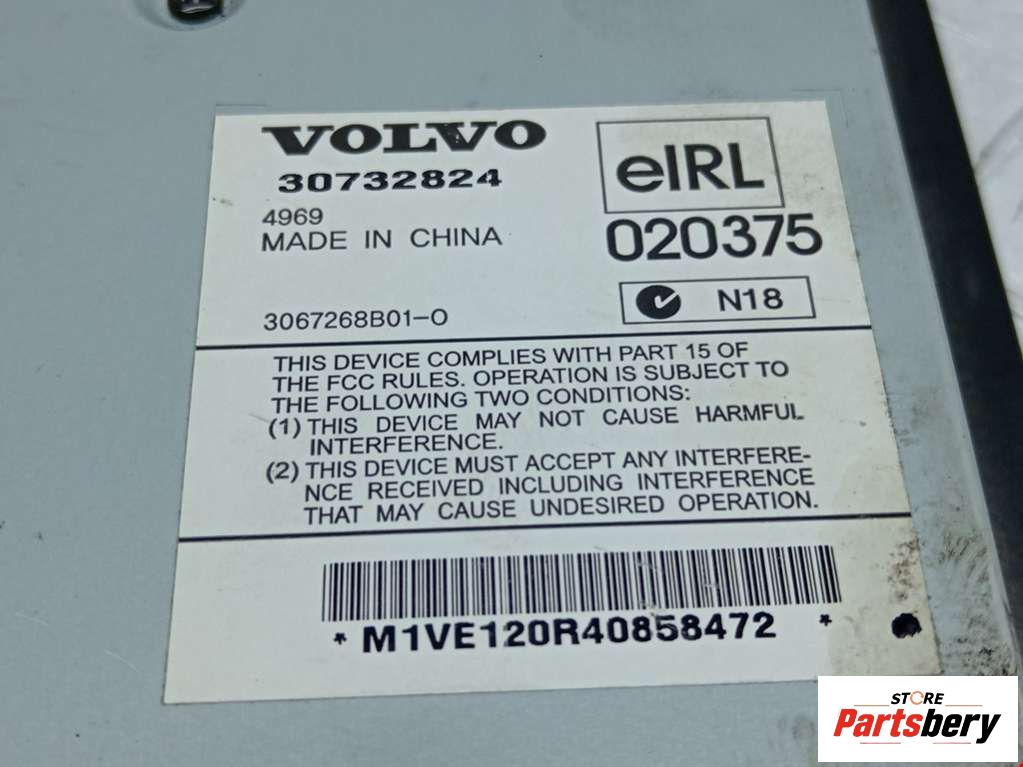 VOLVO
30732824
4969
MADE IN CHINA
3067268B01-O
eIRL
020375
N18
THIS DEVICE COMPLIES WITH PART 15 OF
THE FCC RULES. OPERATION IS SUBJECT TO
THE FOLLOWING TWO CONDITIONS:
(1) THIS DEVICE MAY NOT CAUSE HARMFUL
INTERFERENCE.
(2) THIS DEVICE MUST ACCEPT ANY INTERFERE-
NCE RECEIVED INCLUDING INTERFERENCE
THAT MAY CAUSE UNDESIRED OPERATION.
* M1VE120R40858472 *
STORE
Partsbery